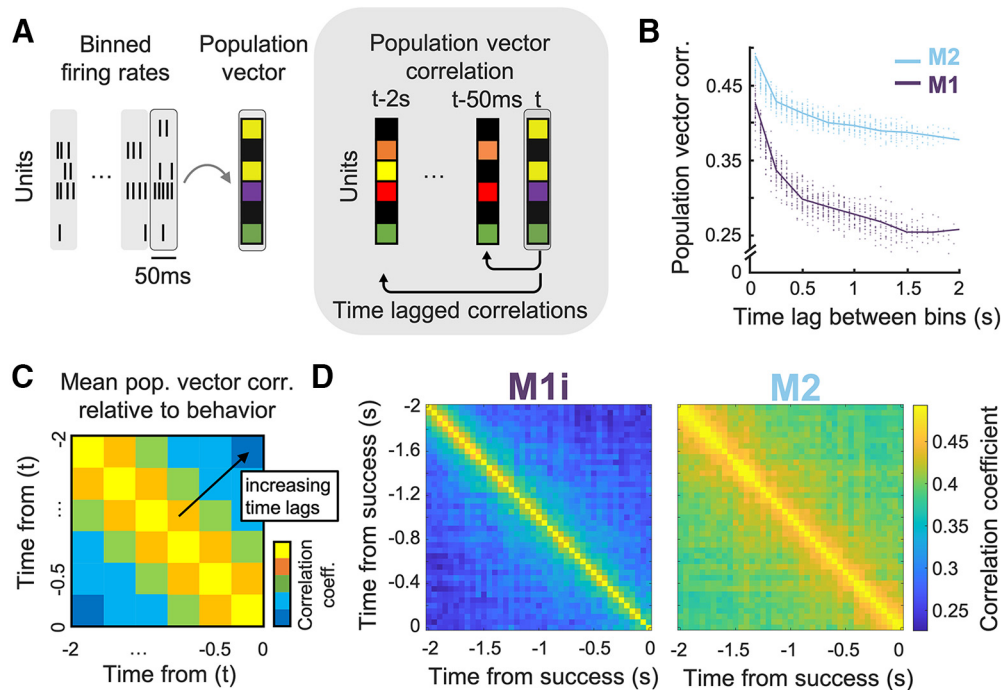 A
Binned
firing rates
Population
vector
Units
...
50ms
Population vector
correlation
t-2s
t-50ms
t
Units
...
Time lagged correlations
B
Population vector corr.
0.45
0.35
0.25
0
M2
M1
0
0.5
1
1.5
2
Time lag between bins (s)
C
Mean pop. vector corr.
relative to behavior
Time from (t)
-2
...
-0.5
0
increasing
time lags
Correlation
coeff.
-2
...
-0.5
0
Time from (t)
D
M1i
Time from success (s)
-2
-1.6
-1.2
-0.8
-0.4
0
-2
-1.5
-1
-0.5
0
Time from success (s)
M2
-2
-1.5
-1
-0.5
0
Time from success (s)
0.45
0.4
0.35
0.3
0.25
Correlation coefficient